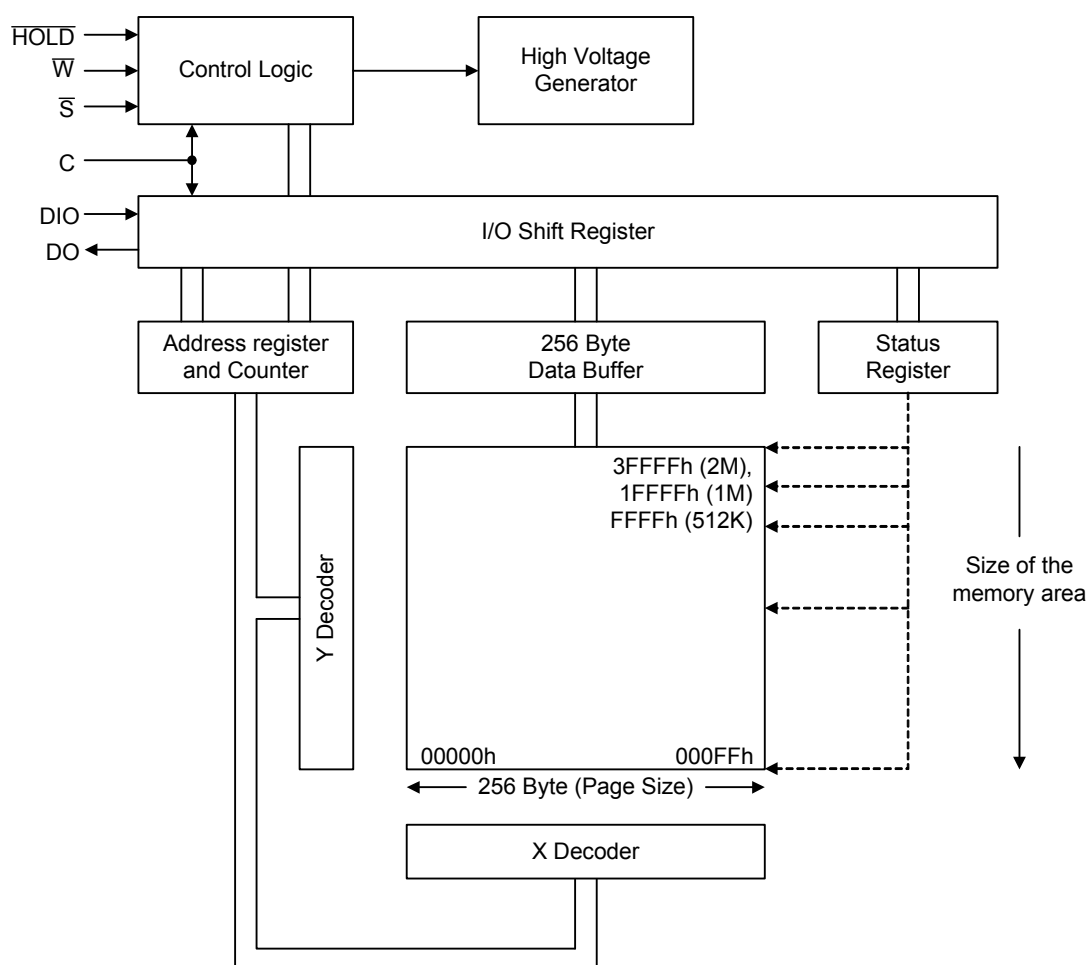 H̅O̅L̅D̅
W̅
S̅
C
DIO
DO
Control Logic
High Voltage
Generator
I/O Shift Register
Address register
and Counter
256 Byte
Data Buffer
Status
Register
Y Decoder
3FFFFh (2M),
1FFFFh (1M)
FFFFh (512K)
00000h
000FFh
256 Byte (Page Size)
Size of the
memory area
X Decoder